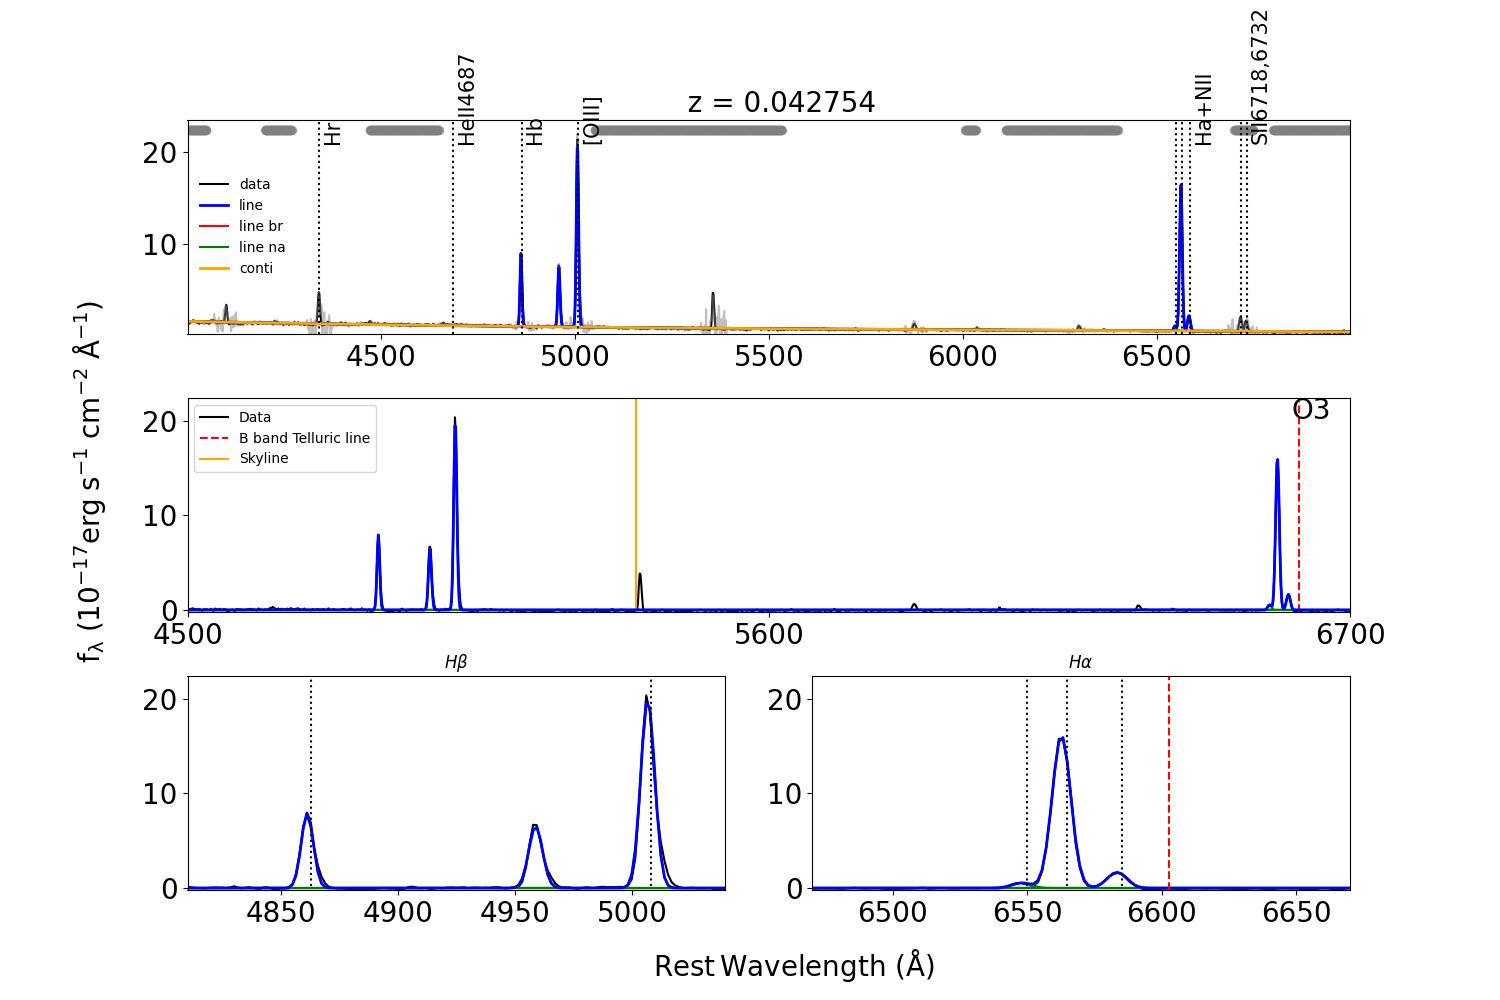 z = 0.042754
Hr
HeII4687
Hb
[OIII]
Ha+NII
SII6718,6732
20
10
data
line
line br
line na
conti
4500 5000 5500 6000 6500
20
10
0
Data
B band Telluric line
Skyline
O3
4500 5600 6700
fλ (10⁻¹⁷erg s⁻¹ cm⁻² Å⁻¹)
Hβ
20
10
0
4850 4900 4950 5000
Hα
20
10
0
6500 6550 6600 6650
Rest Wavelength (Å)